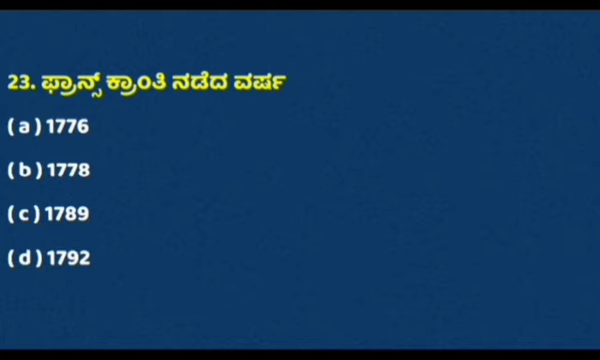 23. ಫ್ರಾನ್ಸ್ ಕ್ರಾಂತಿ ನಡೆದ ವರ್ಷ
( a ) 1776
( b ) 1778
( c ) 1789
( d ) 1792